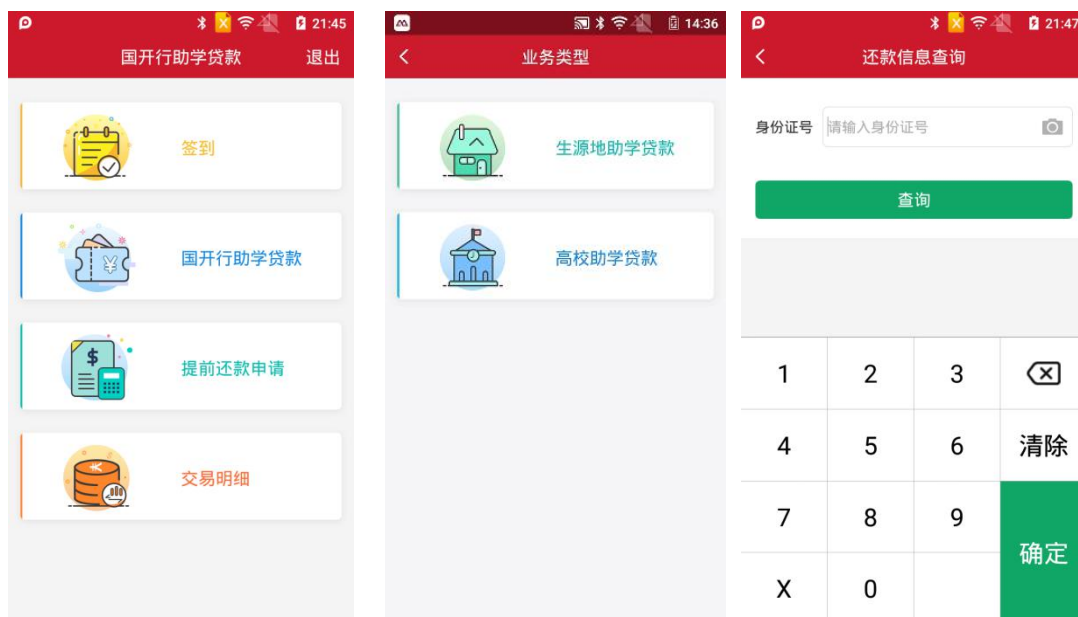 21:45
国开行助学贷款 退出
签到
国开行助学贷款
¥
$
提前还款申请
交易明细
14:36
业务类型
生源地助学贷款
高校助学贷款
21:47
还款信息查询
身份证号 请输入身份证号
查询
1 2 3
4 5 6 清除
7 8 9
确定
X 0